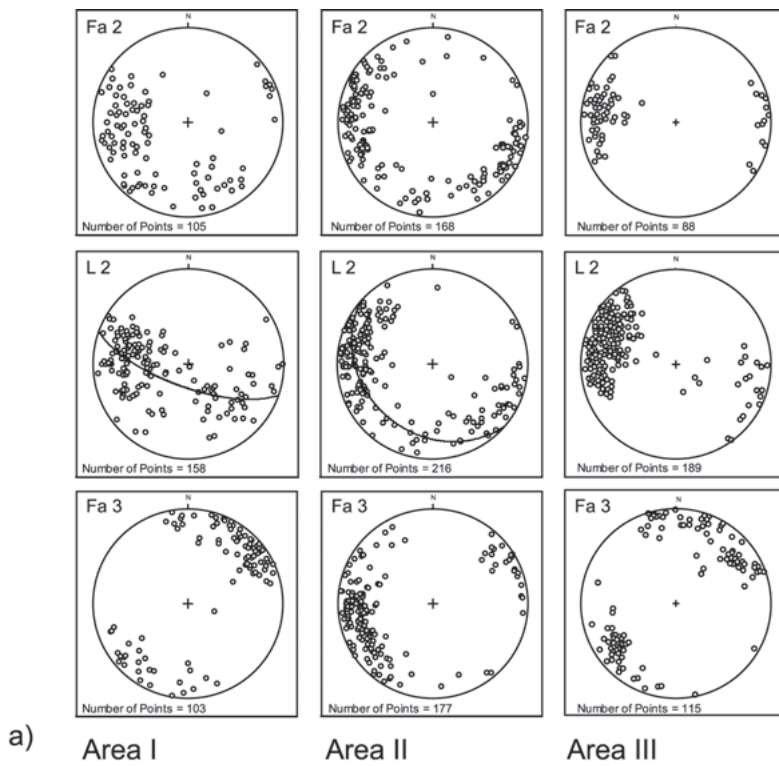 Fa 2
N
Number of Points = 105
Fa 2
N
Number of Points = 168
Fa 2
N
Number of Points = 88
L 2
N
Number of Points = 158
L 2
N
Number of Points = 216
L 2
N
Number of Points = 189
Fa 3
N
Number of Points = 103
Fa 3
N
Number of Points = 177
Fa 3
N
Number of Points = 115
a) Area I Area II Area III